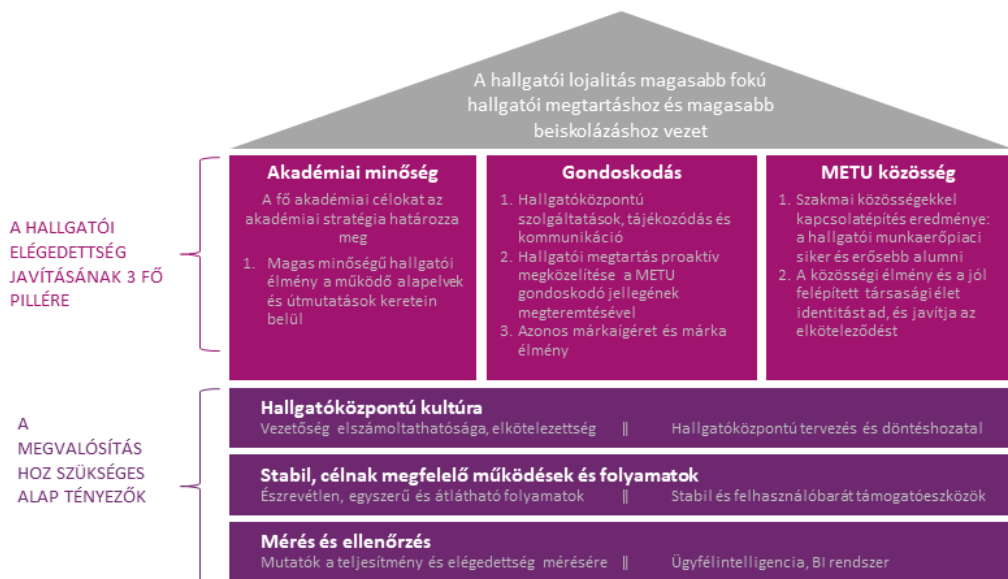 A hallgatói lojalitás magasabb fokú
hallgatói megtartáshoz és magasabb
beiskolázáshoz vezet
A HALLGATÓI
ELÉGEDETTSÉG
JAVÍTÁSÁNAK 3 FŐ
PILLÉRE
Akadémiai minőség
A fő akadémiai célokat az
akadémiai stratégia határozza
meg
1. Magas minőségű hallgatói
élmény a működő alapelvek
és útmutatások keretein
belül
Gondoskodás
1. Hallgatóközpontú
szolgáltatások, tájékozódás és
kommunikáció
2. Hallgatói megtartás proaktív
megközelítése a METU
gondoskodó jellegének
megteremtésével
3. Azonos márkaígéret és márka
élmény
METU közösség
1. Szakmai közösségekkel
kapcsolatépítés eredménye:
a hallgatói munkaerőpiaci
siker és erősebb alumni
2. A közösségi élmény és a jól
felépített társasági élet
identitást ad, és javítja az
elköteleződést
A
MEGVALÓSÍTÁS
HOZ SZÜKSÉGES
ALAP TÉNYEZŐK
Hallgatóközpontú kultúra
Vezetőség elszámoltathatósága, elkötelezettség || Hallgatóközpontú tervezés és döntéshozatal
Stabil, célnak megfelelő működések és folyamatok
Észrevétlen, egyszerű és átlátható folyamatok || Stabil és felhasználóbarát támogatóeszközök
Mérés és ellenőrzés
Mutatók a teljesítmény és elégedettség mérésére || Ügyfélintelligencia, BI rendszer